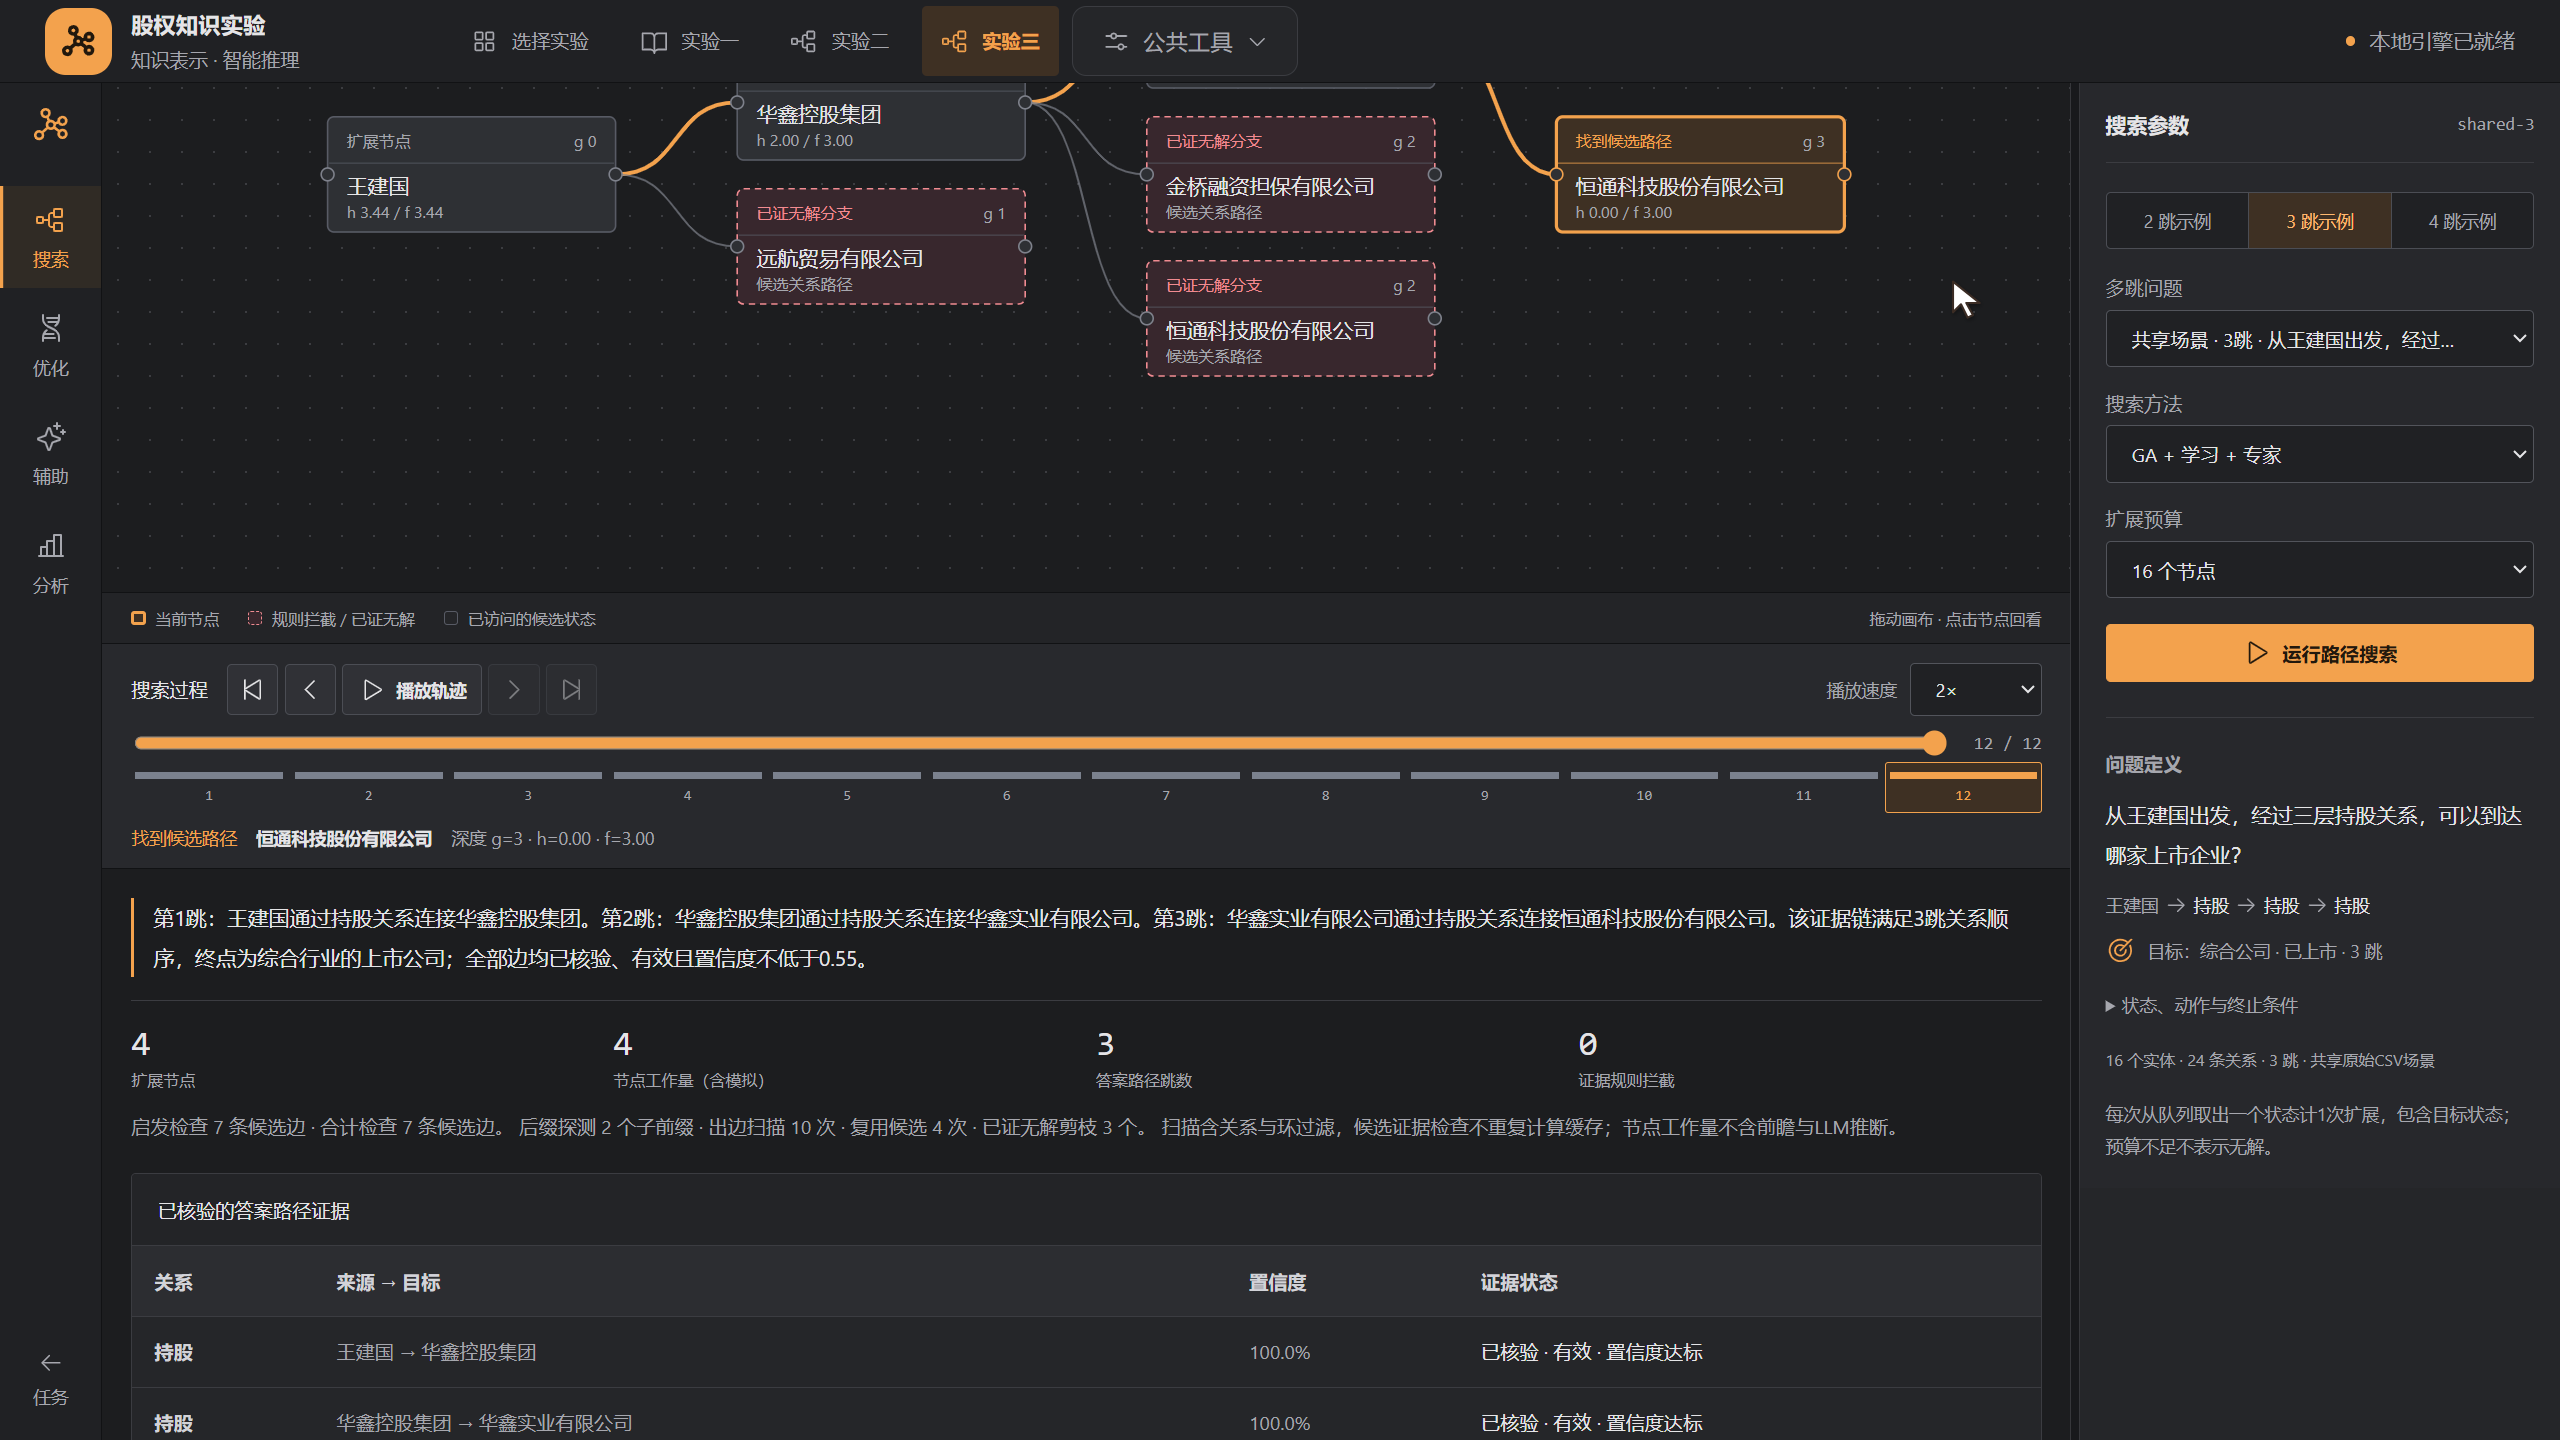 股权知识实验
知识表示 · 智能推理
选择实验
实验一
实验二
实验三
公共工具
本地引擎已就绪
搜索
优化
辅助
分析
任务
扩展节点 g 0
王建国
h 3.44 / f 3.44
华鑫控股集团
h 2.00 / f 3.00
已证无解分支 g 1
远航贸易有限公司
候选关系路径
已证无解分支 g 2
金桥融资担保有限公司
候选关系路径
已证无解分支 g 2
恒通科技股份有限公司
候选关系路径
找到候选路径 g 3
恒通科技股份有限公司
h 0.00 / f 3.00
当前节点
规则拦截 / 已证无解
已访问的候选状态
拖动画布 · 点击节点回看
搜索过程
播放轨迹
播放速度
2×
12 / 12
1 2 3 4 5 6 7 8 9 10 11 12
找到候选路径 恒通科技股份有限公司 深度 g=3 · h=0.00 · f=3.00
第1跳：王建国通过持股关系连接华鑫控股集团。第2跳：华鑫控股集团通过持股关系连接华鑫实业有限公司。第3跳：华鑫实业有限公司通过持股关系连接恒通科技股份有限公司。该证据链满足3跳关系顺
序，终点为综合行业的上市公司；全部边均已核验、有效且置信度不低于0.55。
4
扩展节点
4
节点工作量（含模拟）
3
答案路径跳数
0
证据规则拦截
启发检查 7 条候选边 · 合计检查 7 条候选边。 后缀探测 2 个子前缀 · 出边扫描 10 次 · 复用候选 4 次 · 已证无解剪枝 3 个。 扫描含关系与环过滤，候选证据检查不重复计算缓存；节点工作量不含前瞻与LLM推断。
已核验的答案路径证据
关系 来源 → 目标 置信度 证据状态
持股 王建国 → 华鑫控股集团 100.0% 已核验 · 有效 · 置信度达标
持股 华鑫控股集团 → 华鑫实业有限公司 100.0% 已核验 · 有效 · 置信度达标
搜索参数 shared-3
2 跳示例
3 跳示例
4 跳示例
多跳问题
共享场景 · 3跳 · 从王建国出发，经过...
搜索方法
GA + 学习 + 专家
扩展预算
16 个节点
运行路径搜索
问题定义
从王建国出发，经过三层持股关系，可以到达
哪家上市企业？
王建国 → 持股 → 持股 → 持股
目标：综合公司 · 已上市 · 3 跳
状态、动作与终止条件
16 个实体 · 24 条关系 · 3 跳 · 共享原始CSV场景
每次从队列取出一个状态计1次扩展，包含目标状态；
预算不足不表示无解。